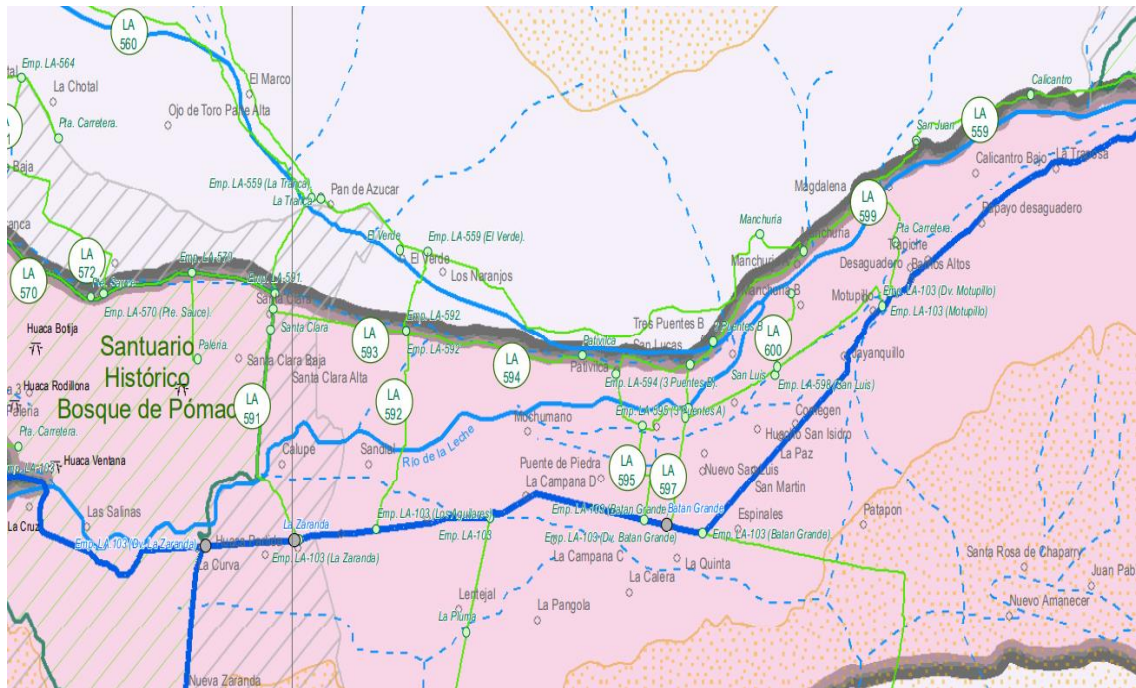 LA
560
Emp. LA-564
La Chotal
El Marco
Ojo de Toro Parte Alta
Pta. Carretera.
Calicantro
San Juan
LA
559
Calicantro Bajo
La Traposa
Magdalena
LA
599
Papayo desaguadero
Emp. LA-559 (La Tranca)
La Tranca
Pan de Azucar
El Verde
Emp. LA-559 (El Verde).
El Verde
Los Naranjos
Manchuria
Manchuria
Pta Carretera.
Trapiche
Desaguadero
Barrios Altos
Baja
LA
572
LA
570
Pte. Sauce
Emp. LA-570
Emp. LA-591.
Emp. LA-570 (Pte. Sauce).
Santa Clara
Santa Clara
Manchuria B
Motupillo
Emp. LA-103 (Dv. Motupillo)
Emp. LA-103 (Motupillo)
Huaca Botija
Santuario
Histórico
Bosque de Pómac
Paleria.
Santa Clara Baja
Santa Clara Alta
LA
593
Emp. LA-592
Emp. LA-592
LA
594
Pativilca
Pativilca
Tres Puentes B
San Lucas
LA
600
San Luis
Emp. LA-598 (San Luis)
Jayanquillo
Emp. LA-594 (3 Puentes B).
Huaca Rodillona
LA
591
LA
592
Pta. Carretera.
Huaca Ventana
Calupe
Sandial
Río de la Leche
Mochumano
Emp. LA-595 (3 Puentes A)
La Paz
Puente de Piedra
La Campana D
LA
595
LA
597
Nuevo San Luis
San Martin
La Cruz
Las Salinas
Emp. LA-103 (Dv. La Zaranda)
La Zaranda
Emp. LA-103 (La Zaranda)
La Curva
Emp. LA-103 (Los Aguilares)
Emp. LA-103
Emp. LA-103 (Batan Grande)
Batan Grande
Emp. LA-103 (Dv. Batan Grande)
Espinales
Emp. LA-103 (Batan Grande)
Patapon
La Campana C
La Quinta
La Calera
Santa Rosa de Chaparry
Juan Pab
Nuevo Amanecer
Lentejal
La Pluma
La Pangola
Nueva Zaranda